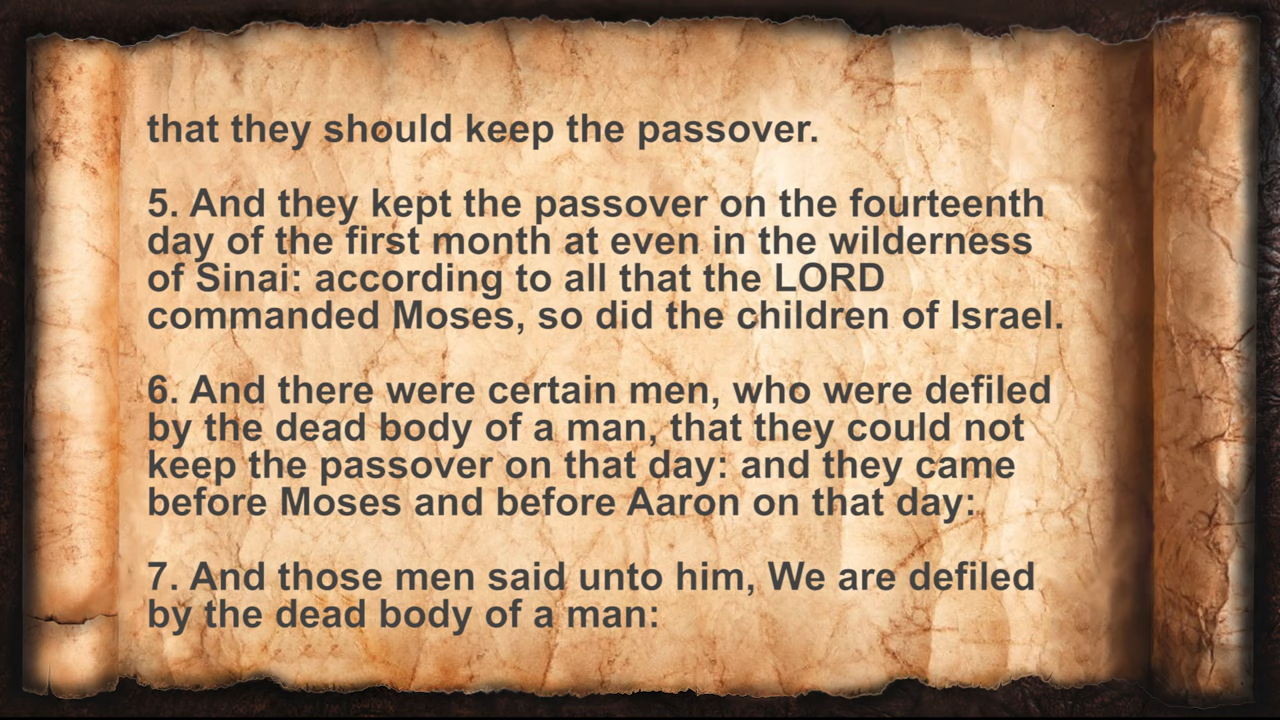 that they should keep the passover.
5. And they kept the passover on the fourteenth
day of the first month at even in the wilderness
of Sinai: according to all that the LORD
commanded Moses, so did the children of Israel.
6. And there were certain men, who were defiled
by the dead body of a man, that they could not
keep the passover on that day: and they came
before Moses and before Aaron on that day:
7. And those men said unto him, We are defiled
by the dead body of a man: